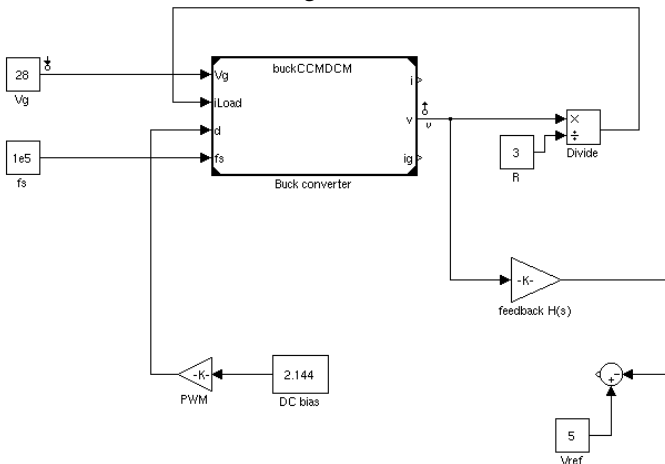 buckCCMDCM
28
Vg
Vg
i
iLoad
d
v
υ
1e5
fs
fs
ig
Buck converter
×
÷
Divide
3
R
-K-
feedback H(s)
-K-
PWM
2.144
DC bias
-
+
5
Vref